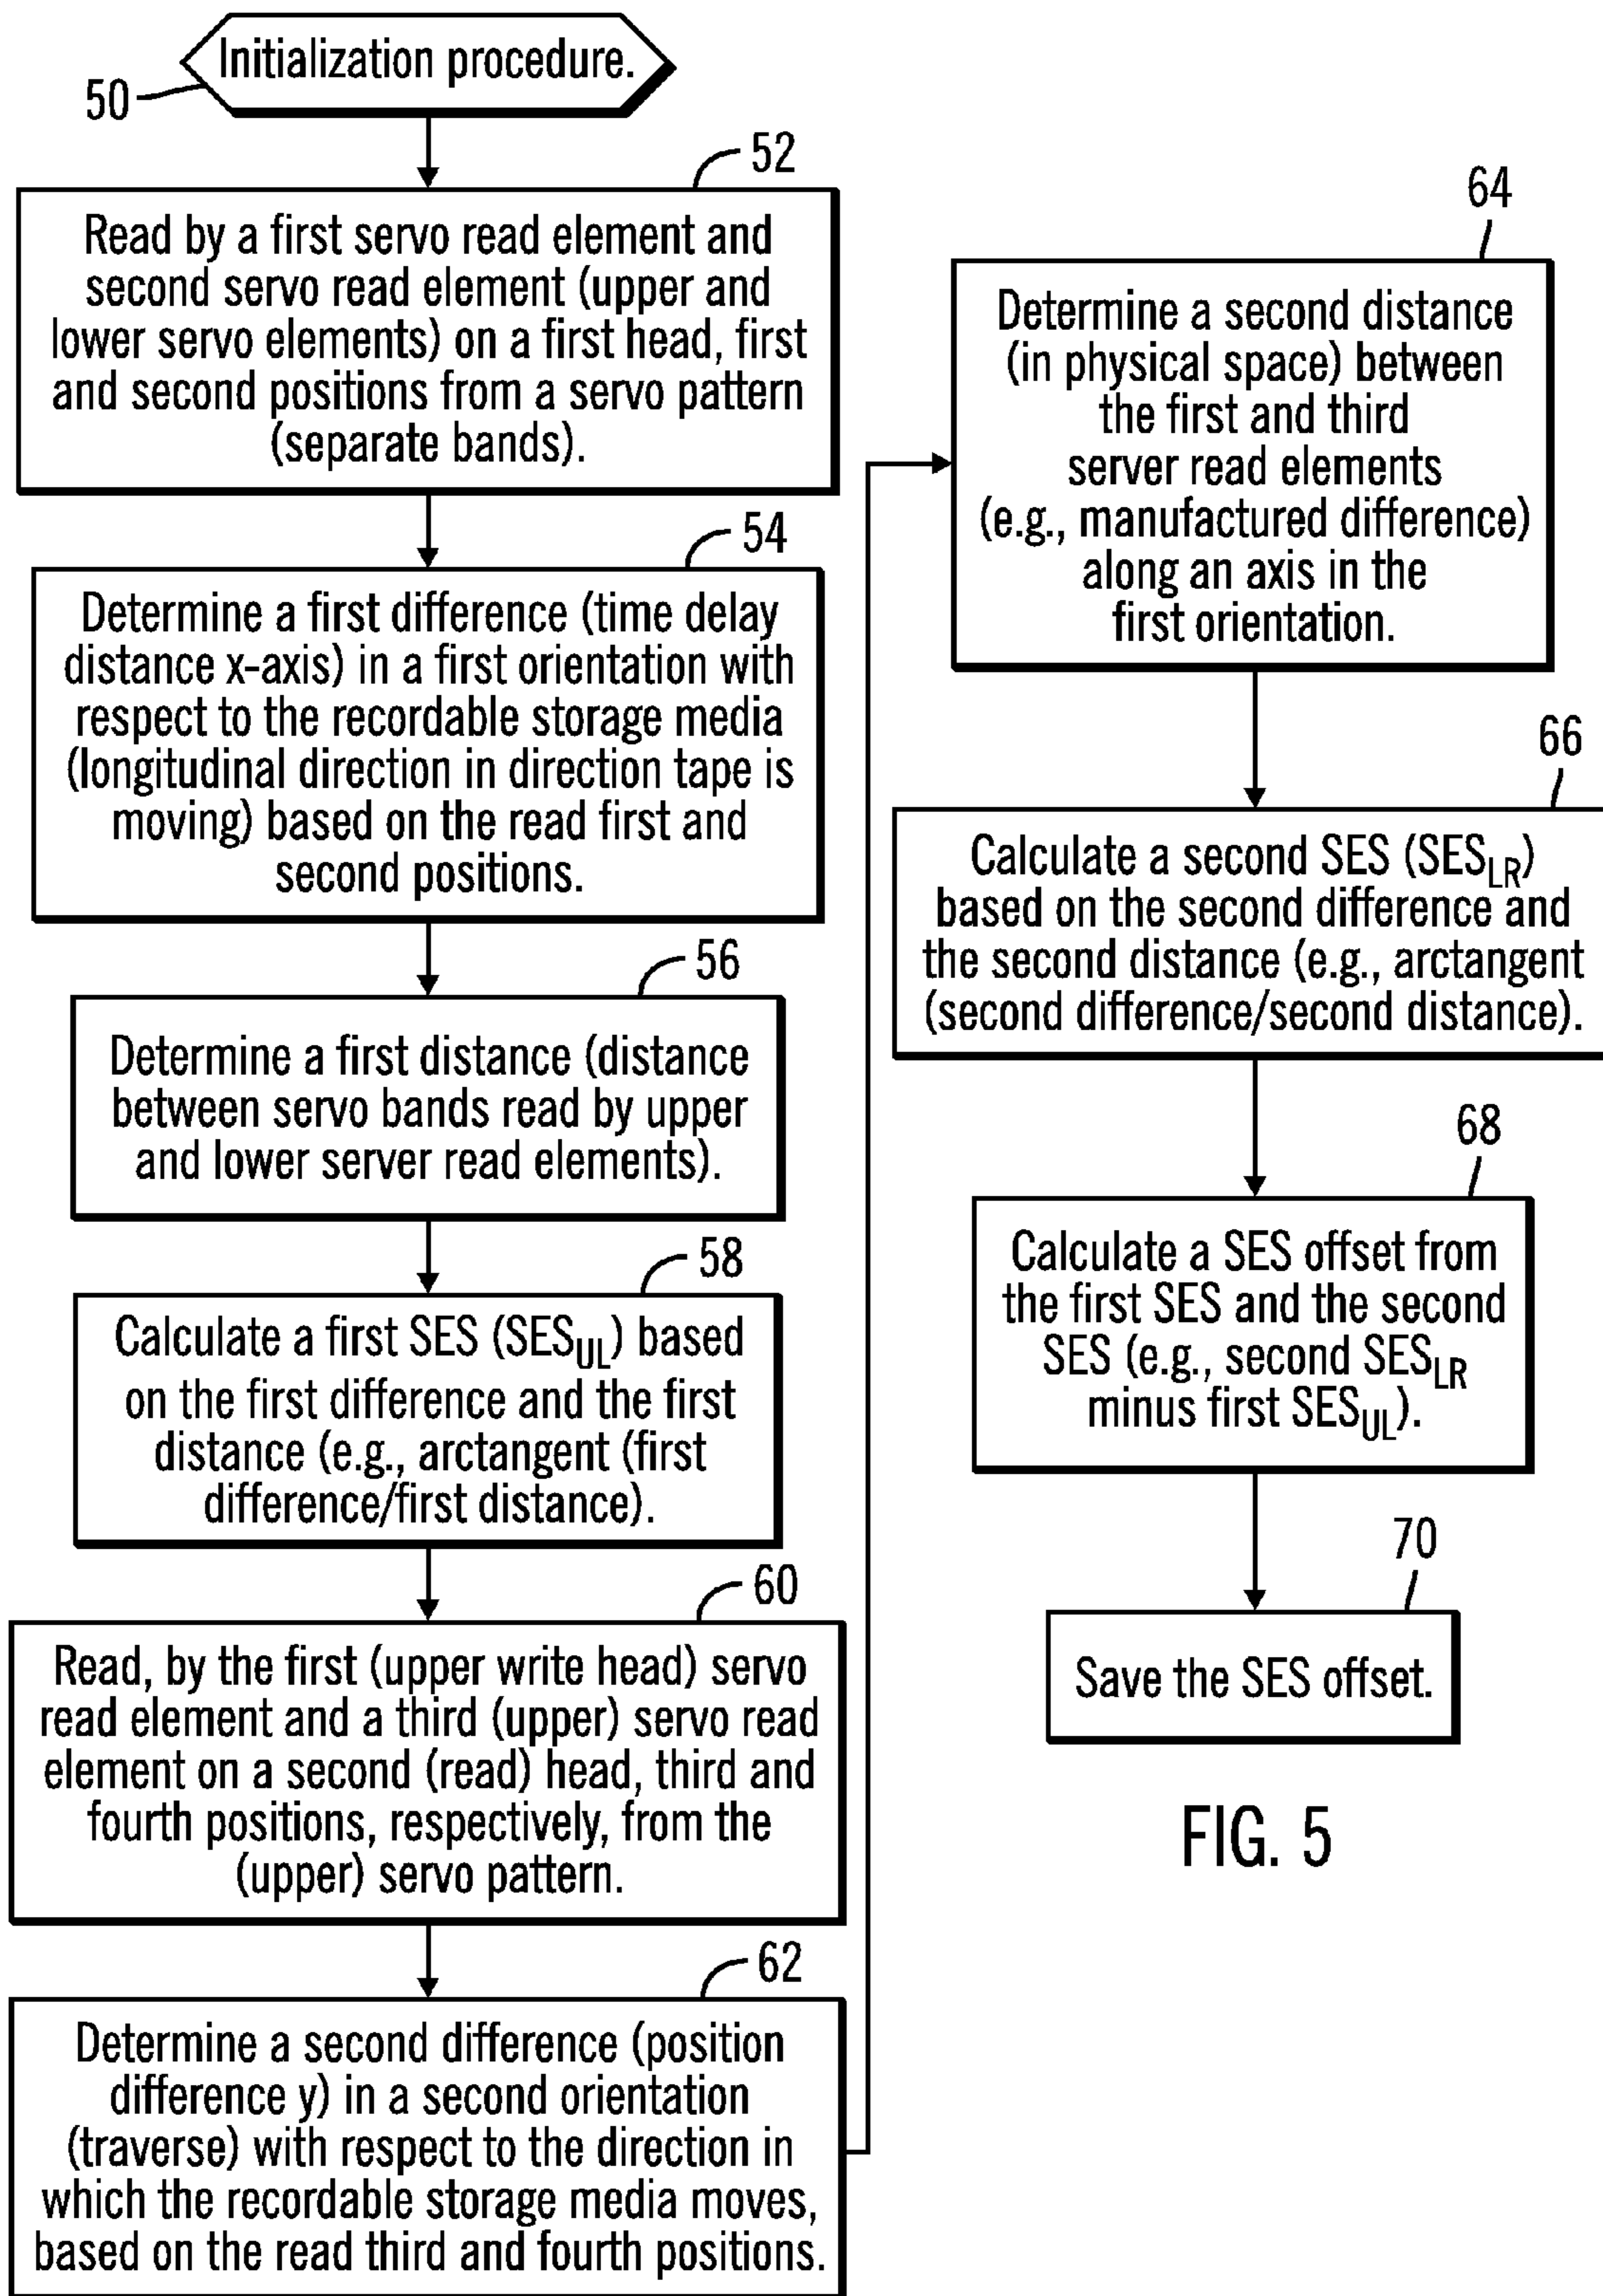 Initialization procedure.
50
52
Read by a first servo read element and
second servo read element (upper and
lower servo elements) on a first head, first
and second positions from a servo pattern
(separate bands).
54
Determine a first difference (time delay
distance x-axis) in a first orientation with
respect to the recordable storage media
(longitudinal direction in direction tape is
moving) based on the read first and
second positions.
56
Determine a first distance (distance
between servo bands read by upper
and lower server read elements).
58
Calculate a first SES (SES_UL) based
on the first difference and the first
distance (e.g., arctangent (first
difference/first distance).
60
Read, by the first (upper write head) servo
read element and a third (upper) servo read
element on a second (read) head, third and
fourth positions, respectively, from the
(upper) servo pattern.
62
Determine a second difference (position
difference y) in a second orientation
(traverse) with respect to the direction in
which the recordable storage media moves,
based on the read third and fourth positions.
64
Determine a second distance
(in physical space) between
the first and third
server read elements
(e.g., manufactured difference)
along an axis in the
first orientation.
66
Calculate a second SES (SES_LR)
based on the second difference and
the second distance (e.g., arctangent
(second difference/second distance).
68
Calculate a SES offset from
the first SES and the second
SES (e.g., second SES_LR
minus first SES_UL).
70
Save the SES offset.
FIG. 5